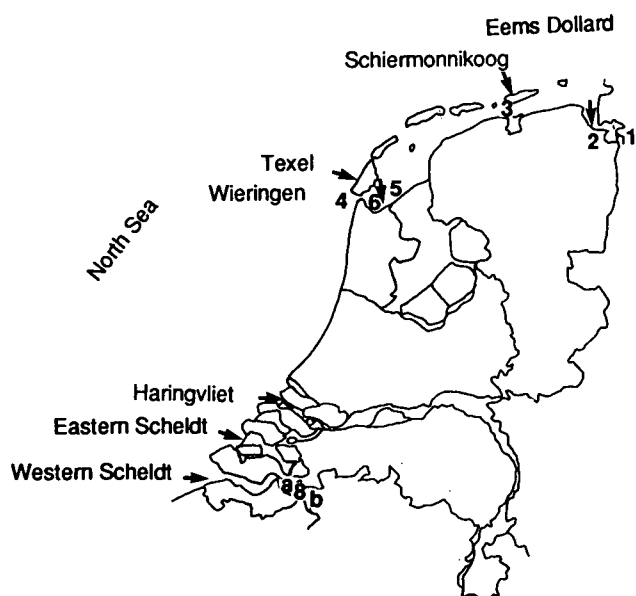 Eems Dollard
Schiermonnikoog
3
2 1
Texel
Wieringen
4 6 5
North Sea
Haringvliet
Eastern Scheldt
Western Scheldt
a 8 b